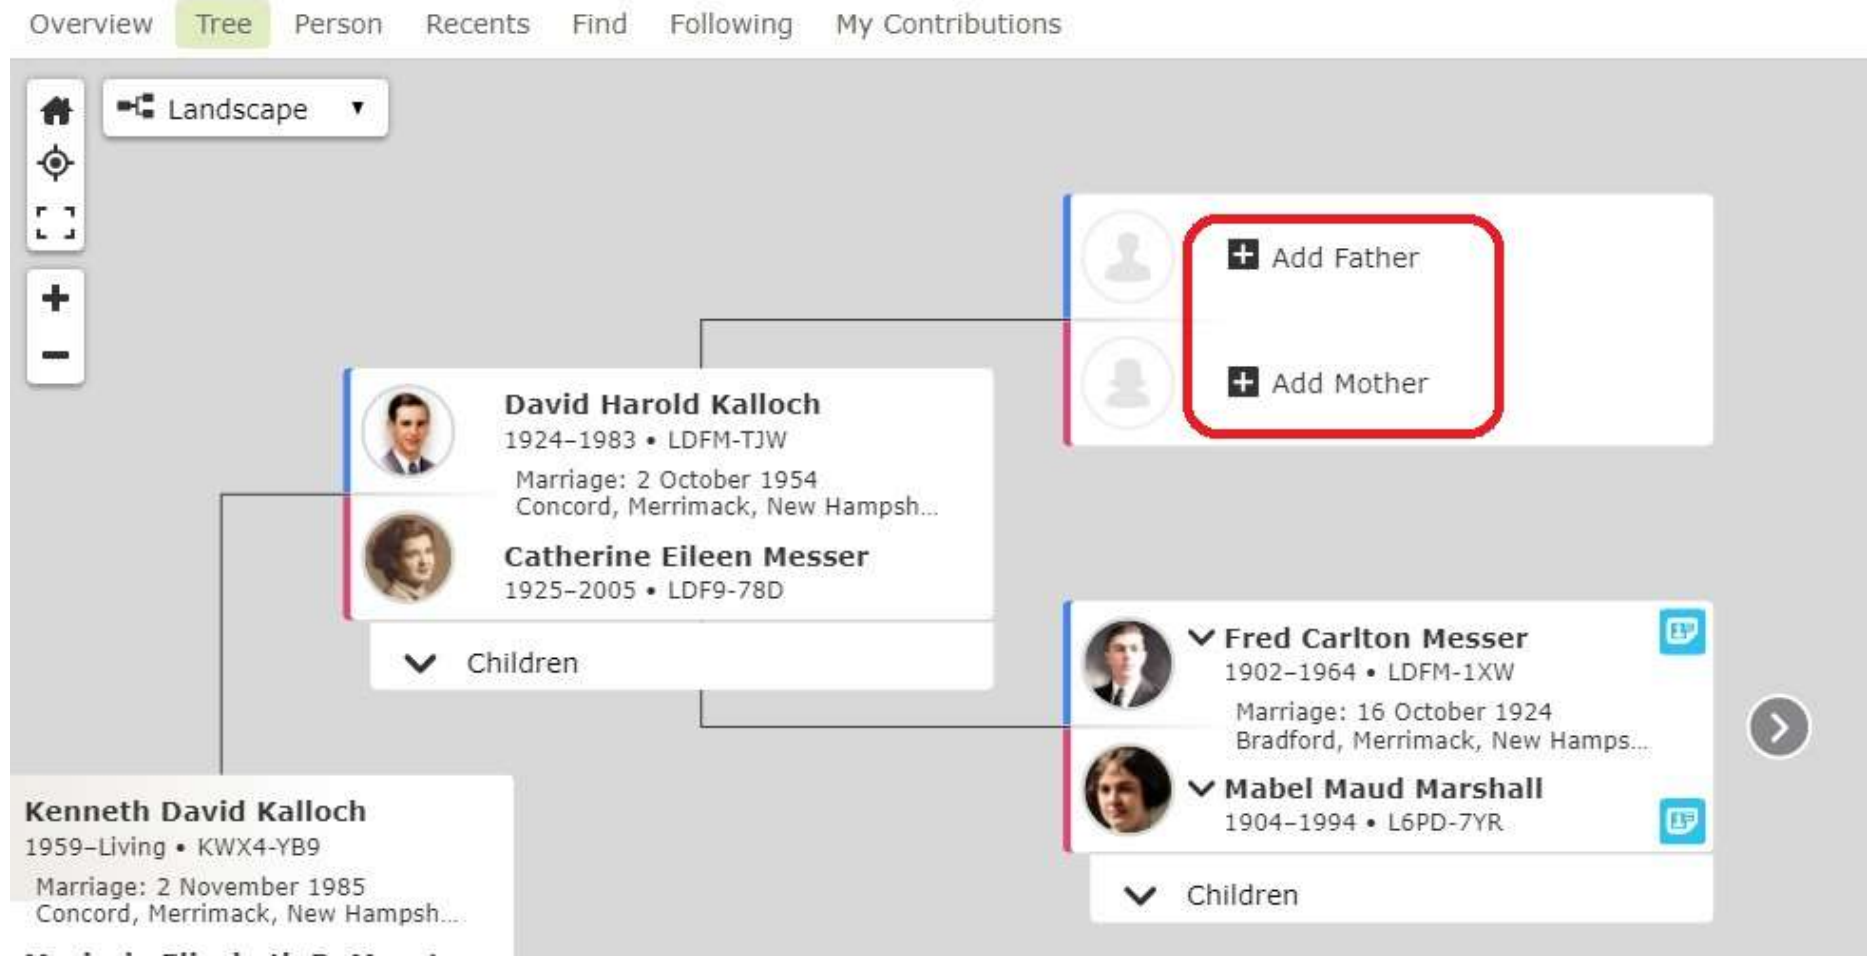 Overview Tree Person Recents Find Following My Contributions
Landscape
Add Father
Add Mother
David Harold Kalloch
1924–1983 • LDFM-TJW
Marriage: 2 October 1954
Concord, Merrimack, New Hampsh...
Catherine Eileen Messer
1925–2005 • LDF9-78D
Children
Fred Carlton Messer
1902–1964 • LDFM-1XW
Marriage: 16 October 1924
Bradford, Merrimack, New Hamps...
Mabel Maud Marshall
1904–1994 • L6PD-7YR
Children
Kenneth David Kalloch
1959–Living • KWX4-YB9
Marriage: 2 November 1985
Concord, Merrimack, New Hampsh...